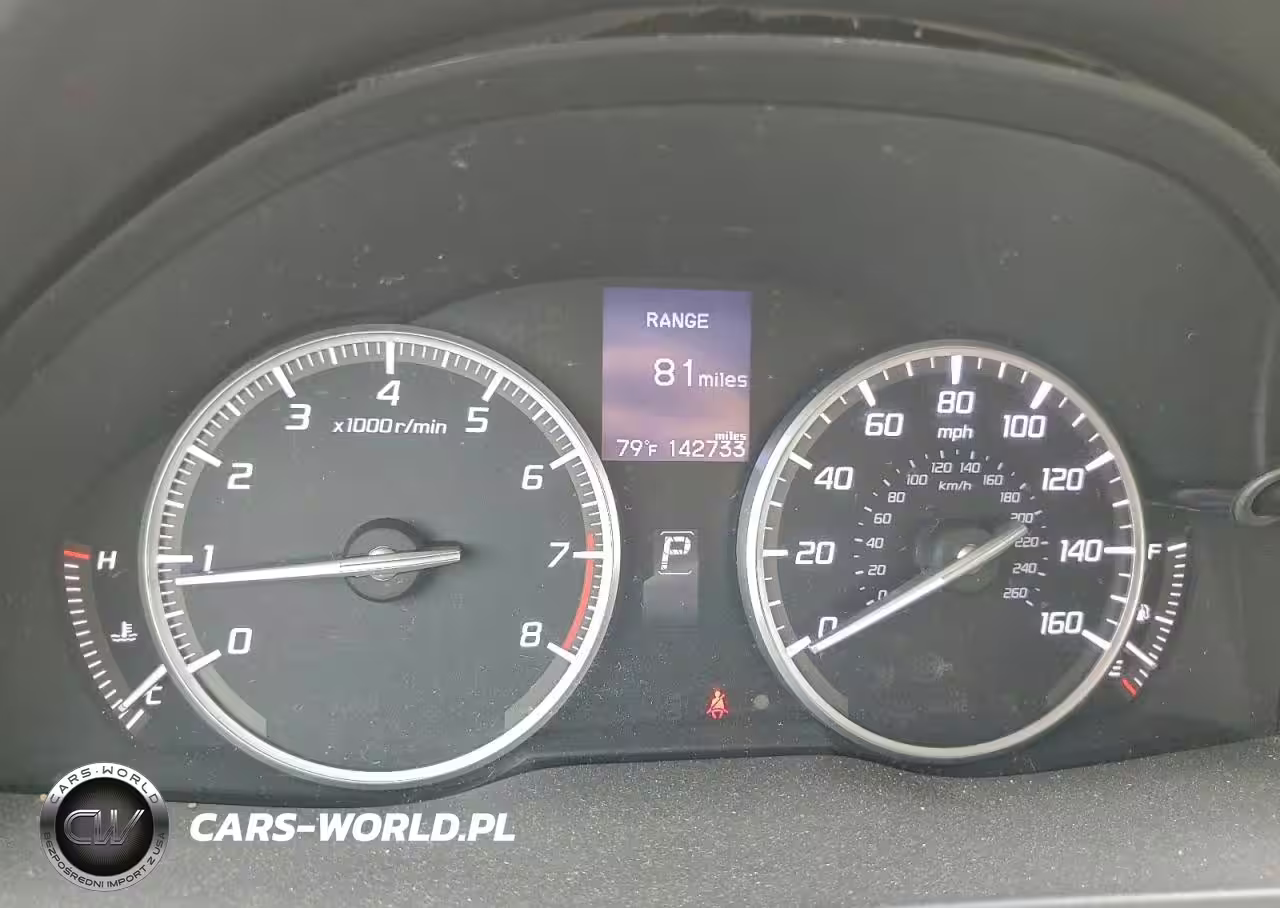 RANGE
81 miles
miles
79°F 142733
0
1
2
3
4
5
6
7
8
x1000 r/min
H
C
P
0
20
40
60
80
100
120
140
160
mph
0
20
40
60
80
100
120
140
160
180
200
220
240
260
km/h
F
E
CARS-WORLD
CW
BEZPOŚREDNI IMPORT Z USA
CARS-WORLD.PL